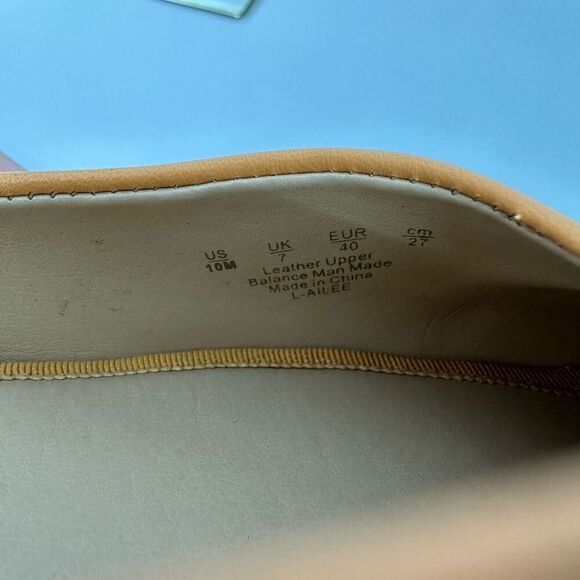 US UK EUR cm
10M 7 40 27
Leather Upper
Balance Man Made
Made in China
L-AILEE